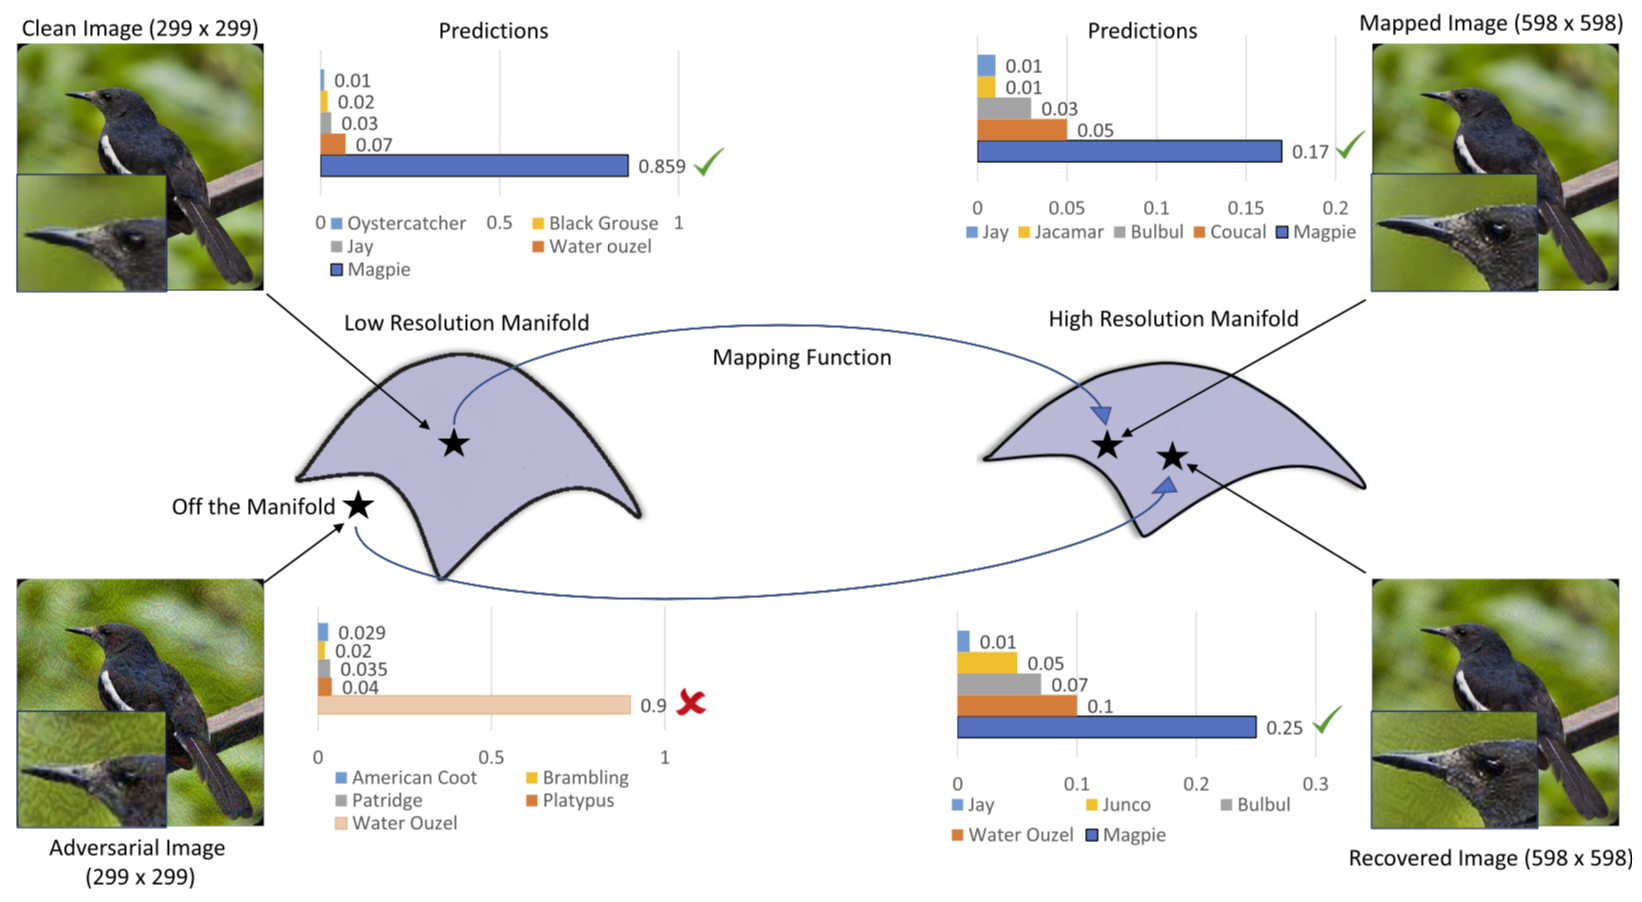 Clean Image (299 x 299)
Predictions
0.01
0.02
0.03
0.07
0.859
0 0.5 1
Oystercatcher Black Grouse
Jay Water ouzel
Magpie
Predictions
0.01
0.01
0.03
0.05
0.17
0 0.05 0.1 0.15 0.2
Jay Jacamar Bulbul Coucal Magpie
Mapped Image (598 x 598)
Low Resolution Manifold
Mapping Function
High Resolution Manifold
Off the Manifold
0.029
0.02
0.035
0.04
0.9
0 0.5 1
American Coot Brambling
Patridge Platypus
Water Ouzel
Adversarial Image
(299 x 299)
0.01
0.05
0.07
0.1
0.25
0 0.1 0.2 0.3
Jay Junco Bulbul
Water Ouzel Magpie
Recovered Image (598 x 598)